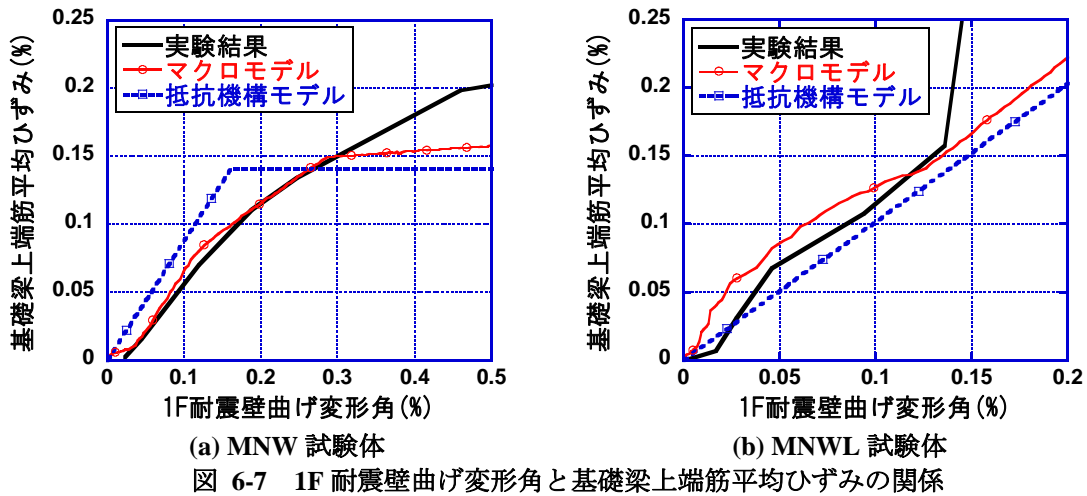 0.25
0.2
0.15
0.1
0.05
0
基礎梁上端筋平均ひずみ(%)
実験結果
マクロモデル
抵抗機構モデル
0 0.1 0.2 0.3 0.4 0.5
1F耐震壁曲げ変形角(%)
(a) MNW 試験体
0.25
0.20
0.15
0.1
0.05
0
基礎梁上端筋平均ひずみ(%)
実験結果
マクロモデル
抵抗機構モデル
0 0.05 0.1 0.15 0.2
1F耐震壁曲げ変形角(%)
(b) MNWL 試験体
図 6-7 1F 耐震壁曲げ変形角と基礎梁上端筋平均ひずみの関係